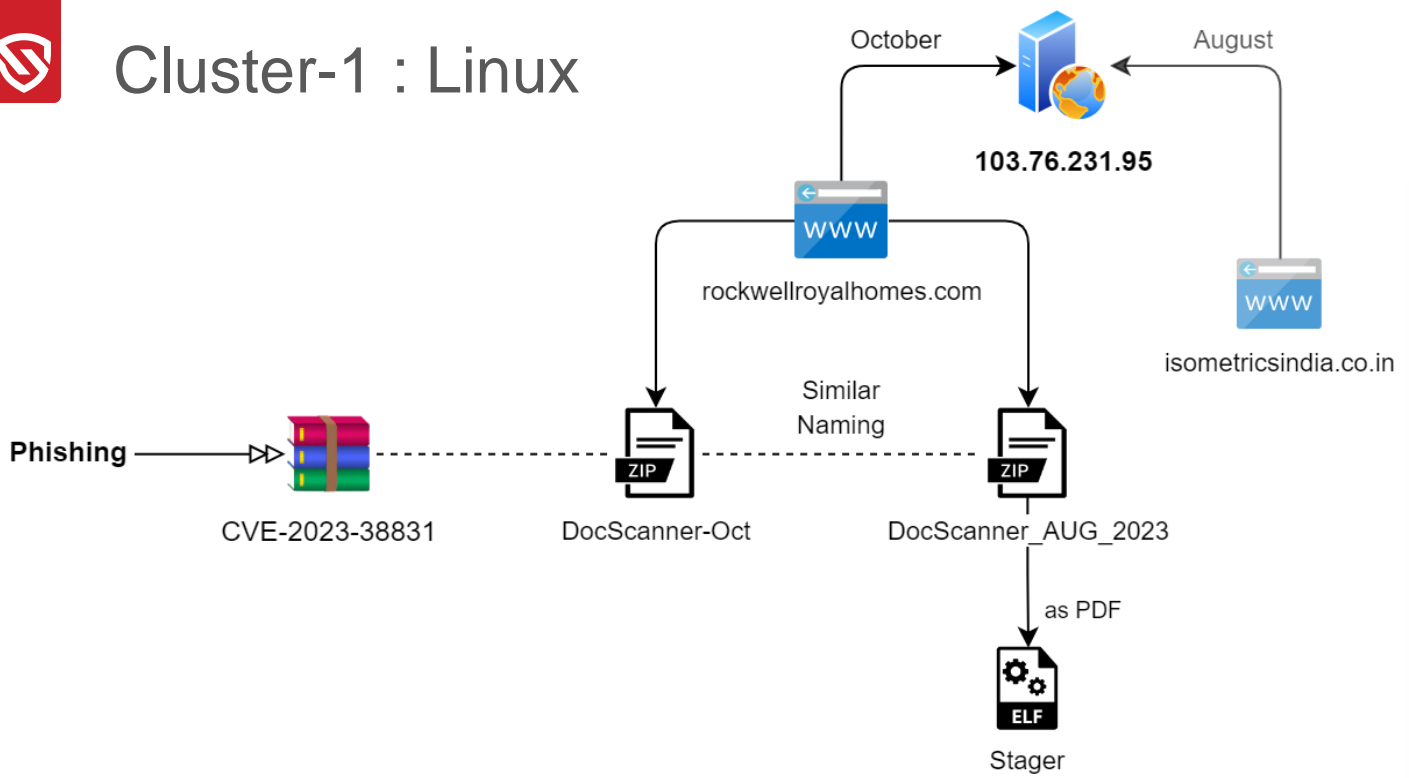 Cluster-1 : Linux
October
August
103.76.231.95
WWW
rockwellroyalhomes.com
WWW
isometricsindia.co.in
Similar
Naming
Phishing
ZIP
ZIP
CVE-2023-38831
DocScanner-Oct
DocScanner_AUG_2023
as PDF
ELF
Stager